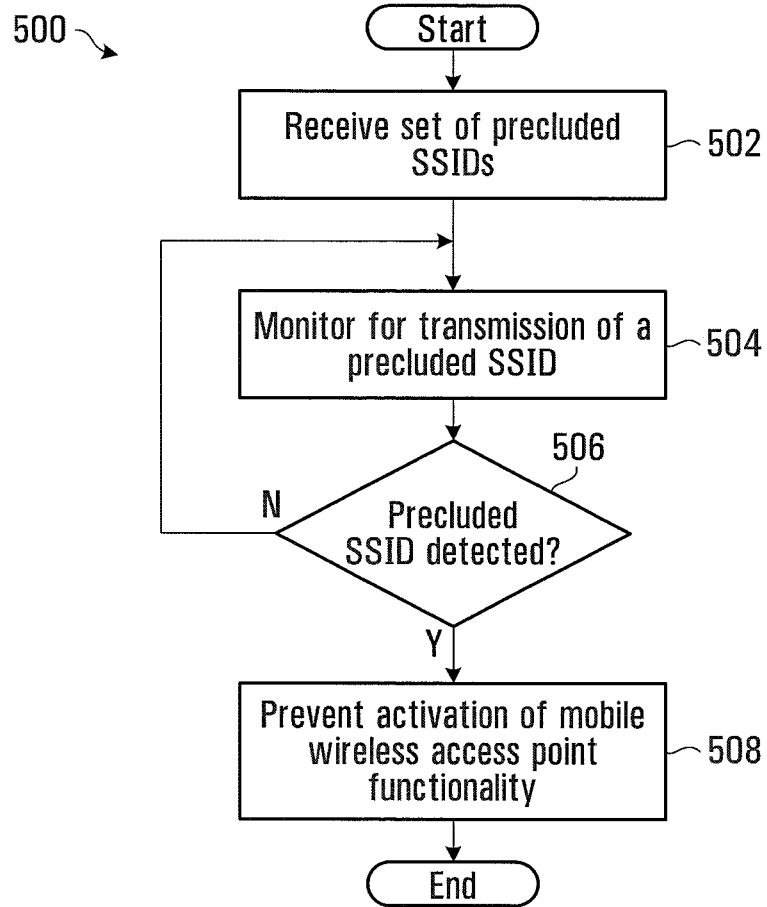 500
Start
Receive set of precluded
SSIDs
502
Monitor for transmission of a
precluded SSID
504
506
N
Precluded
SSID detected?
Y
Prevent activation of mobile
wireless access point
functionality
508
End